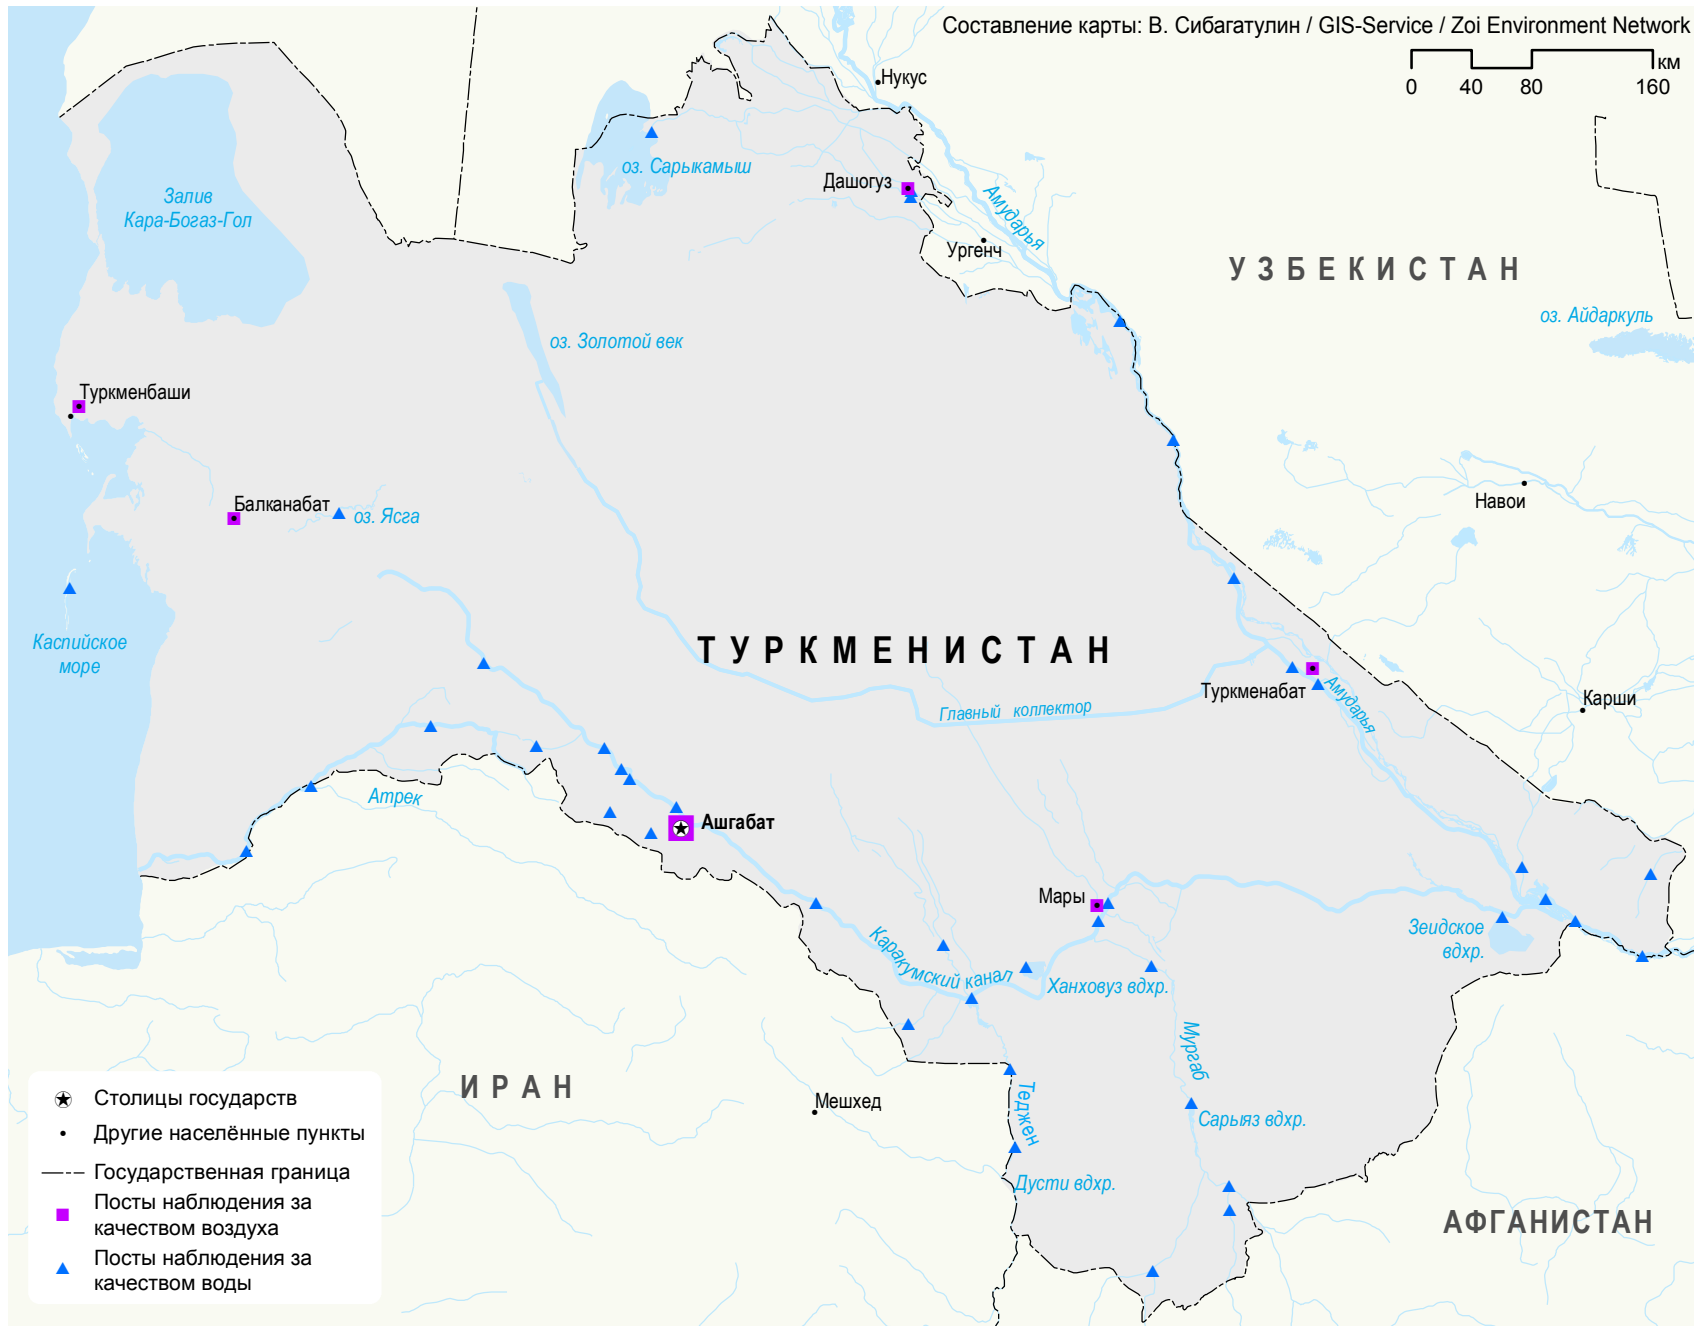 Составление карты: В. Сибагатулин / GIS-Service / Zoi Environment Network
км
0 40 80 160
Нукус
оз. Сарыкамыш
Дашогуз
Залив
Кара-Богаз-Гол
Амударья
Ургенч
УЗБЕКИСТАН
оз. Айдаркуль
оз. Золотой век
Туркменбаши
Балканабат
оз. Ясга
Навои
Каспийское
море
ТУРКМЕНИСТАН
Туркменабат
Амударья
Карши
Главный коллектор
Атрек
Ашгабат
Мары
Зеидское
вдхр.
Каракумский канал
Ханховуз вдхр.
Мургаб
Теджен
ИРАН
Мешхед
Сарыяз вдхр.
Дусти вдхр.
АФГАНИСТАН
Столицы государств
Другие населённые пункты
Государственная граница
Посты наблюдения за
качеством воздуха
Посты наблюдения за
качеством воды